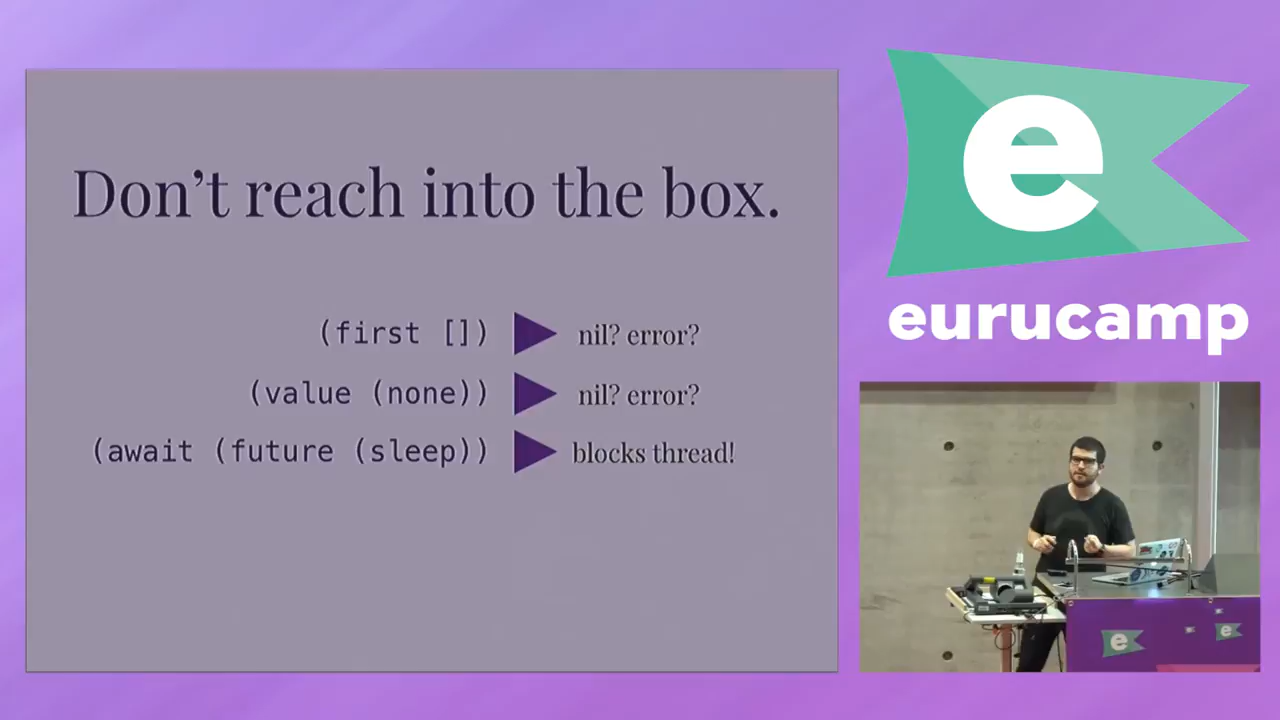 Don't reach into the box.
(first []) nil? error?
(value (none)) nil? error?
(await (future (sleep)) blocks thread!
e
eurucamp
e
e
e